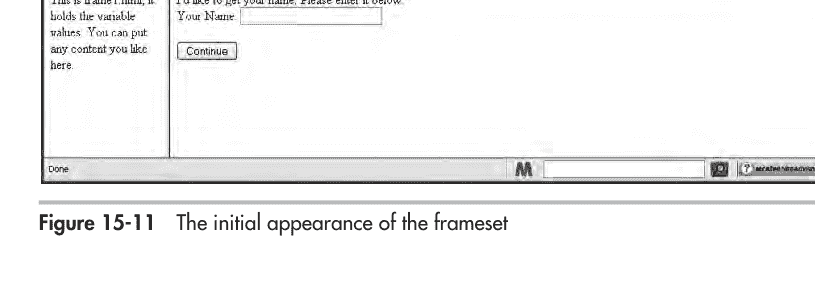 This is frame1.html, it
holds the variable
values. You can put
any content you like
here.
I'd like to get your name. Please enter it below.
Your Name:
Continue
Done
Figure 15-11 The initial appearance of the frameset